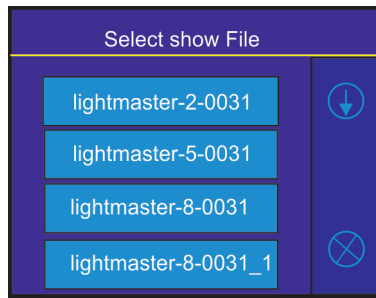 Select show File
lightmaster-2-0031
lightmaster-5-0031
lightmaster-8-0031
lightmaster-8-0031_1